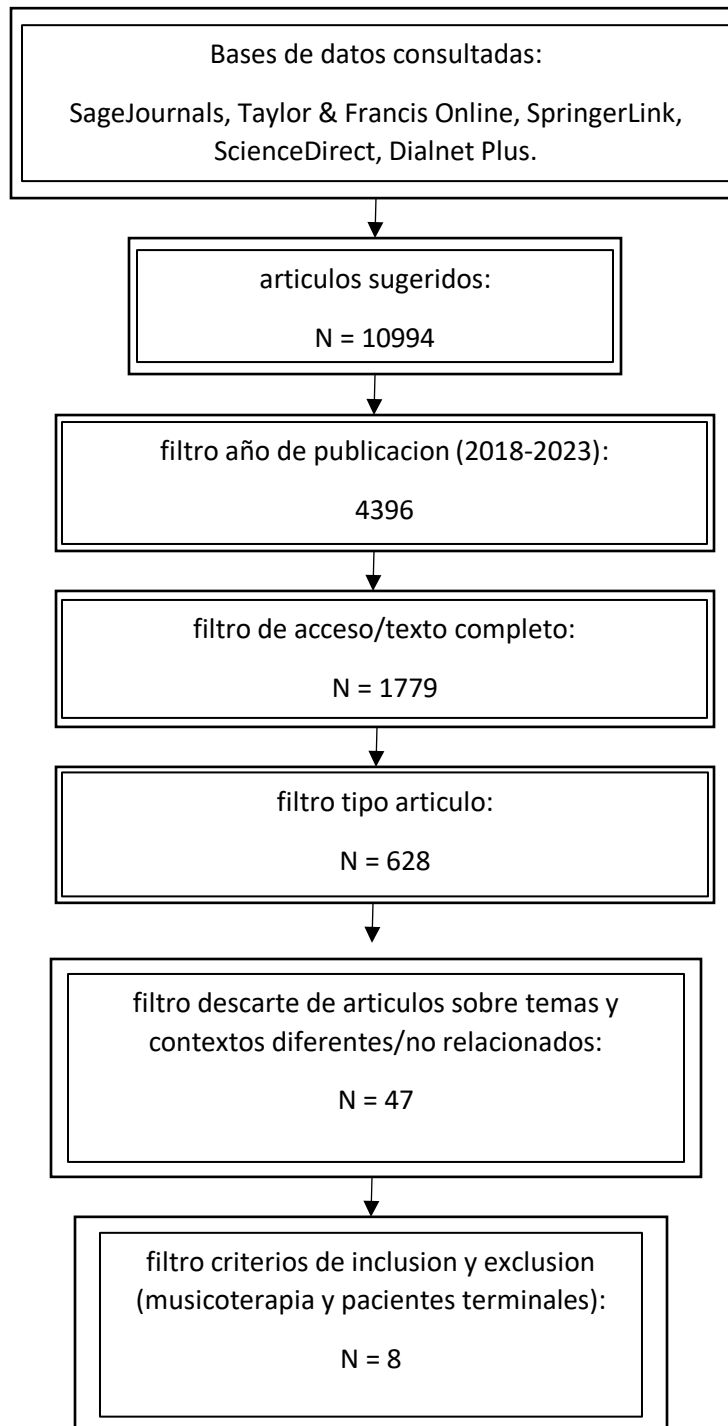 Bases de datos consultadas:
SageJournals, Taylor & Francis Online, SpringerLink,
ScienceDirect, Dialnet Plus.
articulos sugeridos:
N = 10994
filtro año de publicacion (2018-2023):
4396
filtro de acceso/texto completo:
N = 1779
filtro tipo articulo:
N = 628
filtro descarte de articulos sobre temas y
contextos diferentes/no relacionados:
N = 47
filtro criterios de inclusion y exclusion
(musicoterapia y pacientes terminales):
N = 8